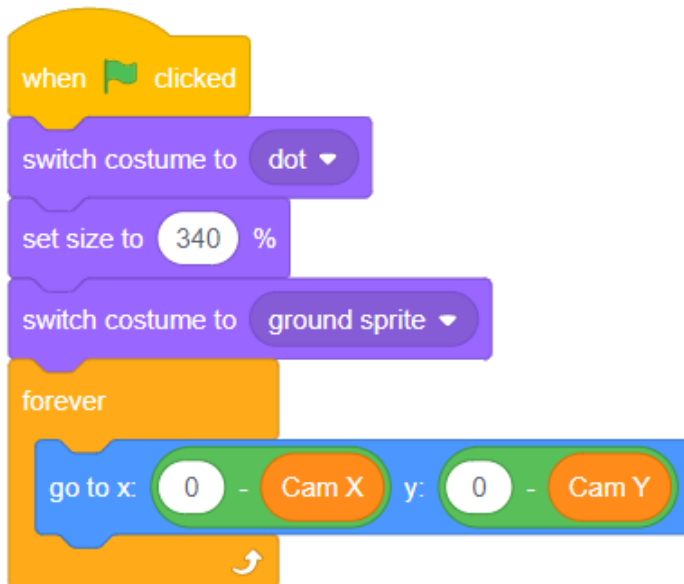 when clicked
switch costume to dot
set size to 340 %
switch costume to ground sprite
forever
go to x: 0 - Cam X y: 0 - Cam Y